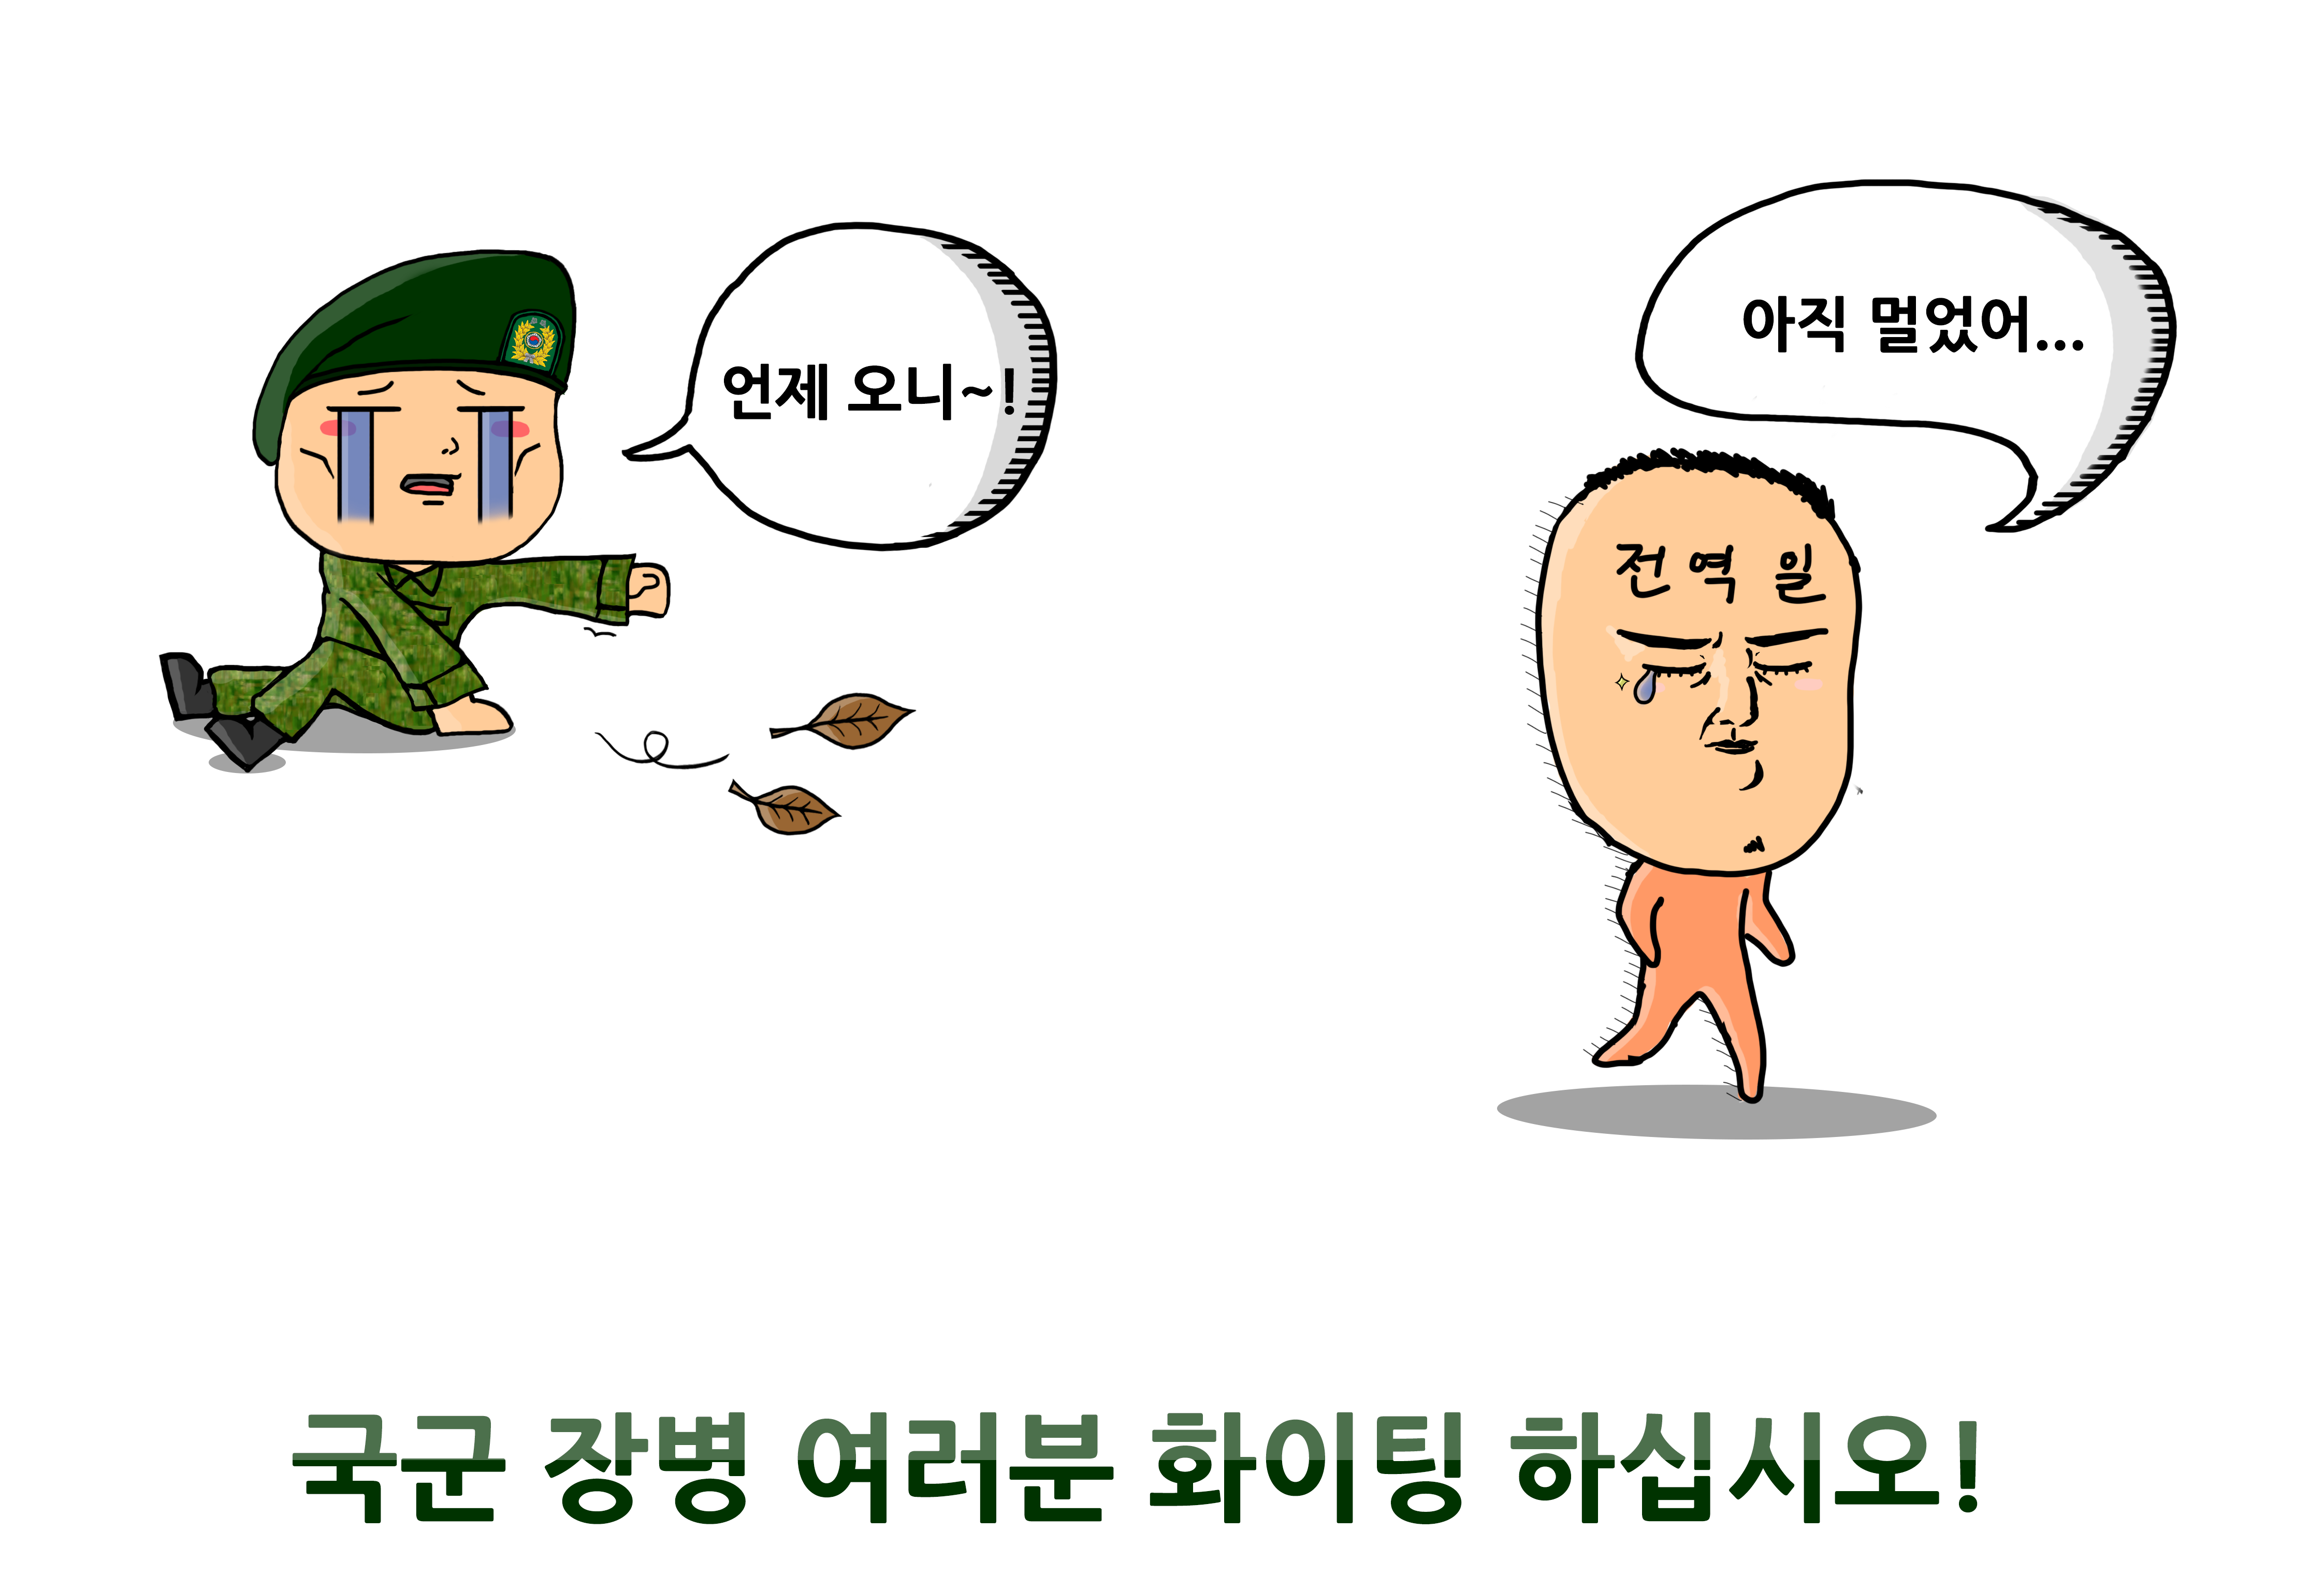 언제 오니~!
아직 멀었어...
전역일
국군 장병 여러분 화이팅 하십시오!